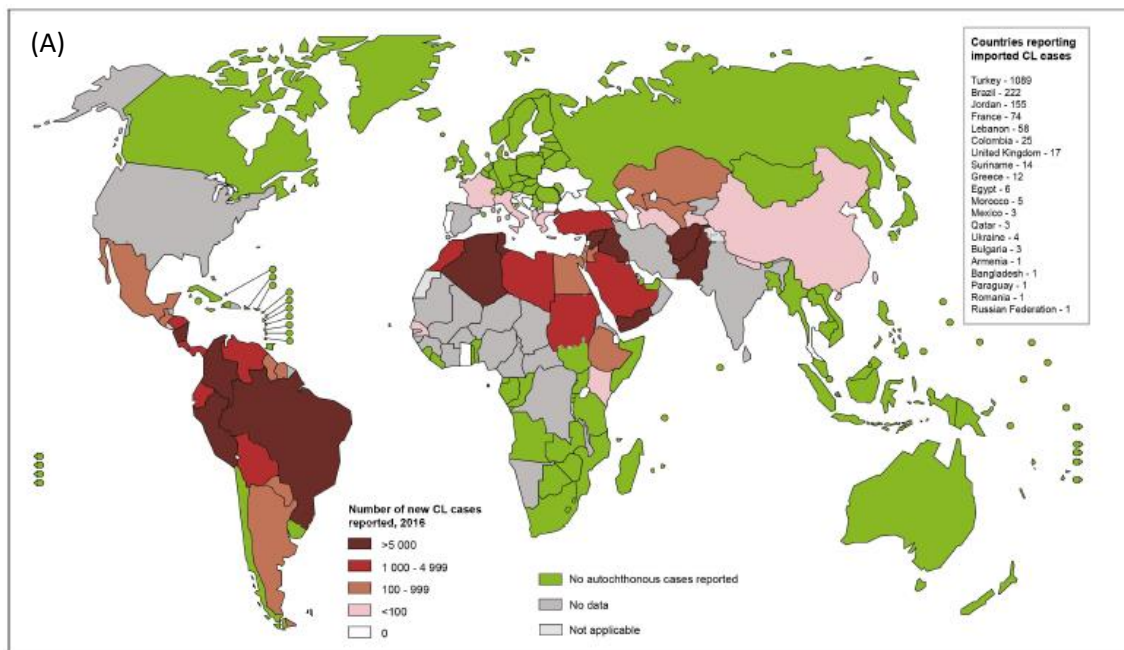 (A)
Countries reporting
imported CL cases
Turkey - 1089
Brazil - 222
Jordan - 155
France - 74
Lebanon - 58
Colombia - 25
United Kingdom - 17
Suriname - 14
Greece - 12
Egypt - 6
Morocco - 5
Mexico - 3
Qatar - 3
Ukraine - 4
Bulgaria - 3
Armenia - 1
Bangladesh - 1
Paraguay - 1
Romania - 1
Russian Federation - 1
Number of new CL cases
reported, 2016
>5 000
1 000 - 4 999
100 - 999
<100
0
No autochthonous cases reported
No data
Not applicable